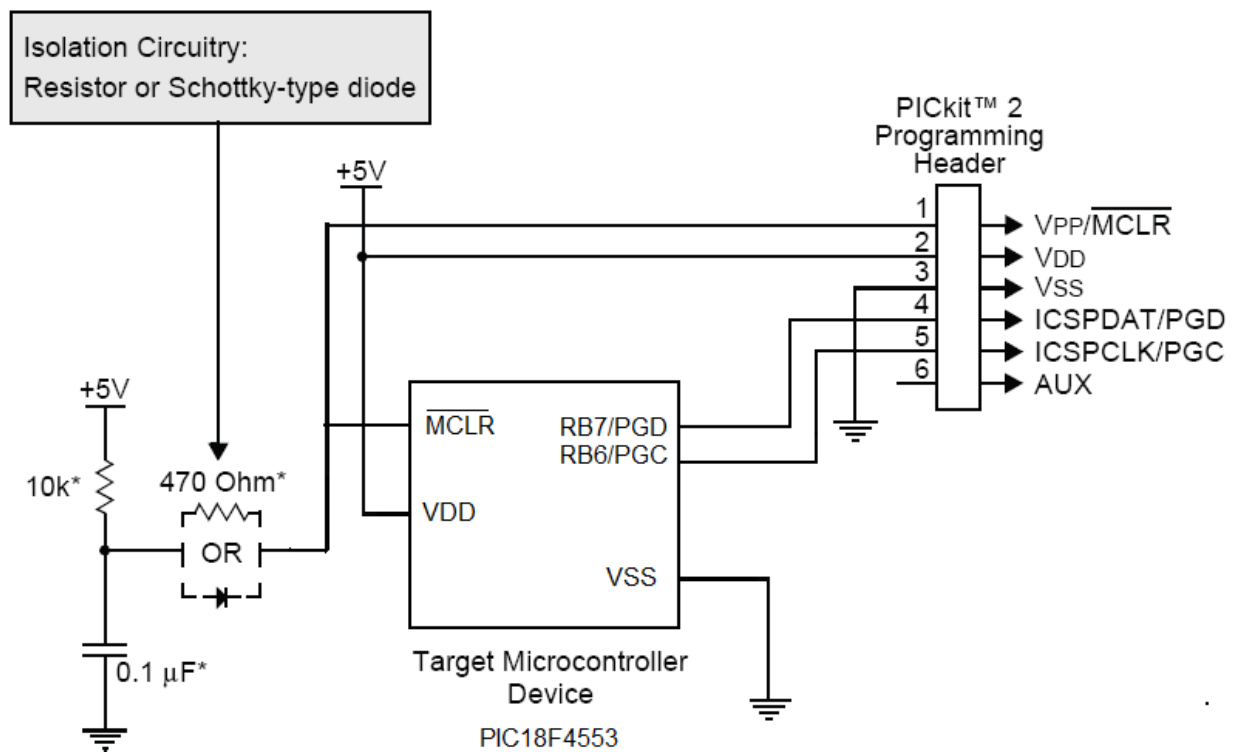 Isolation Circuitry:
Resistor or Schottky-type diode
PICkit™ 2
Programming
Header
+5V
1
VPP/MCLR
2
VDD
3
VSS
4
ICSPDAT/PGD
5
ICSPCLK/PGC
6
AUX
+5V
MCLR
RB7/PGD
RB6/PGC
10k*
470 Ohm*
VDD
OR
VSS
0.1 µF*
Target Microcontroller
Device
PIC18F4553